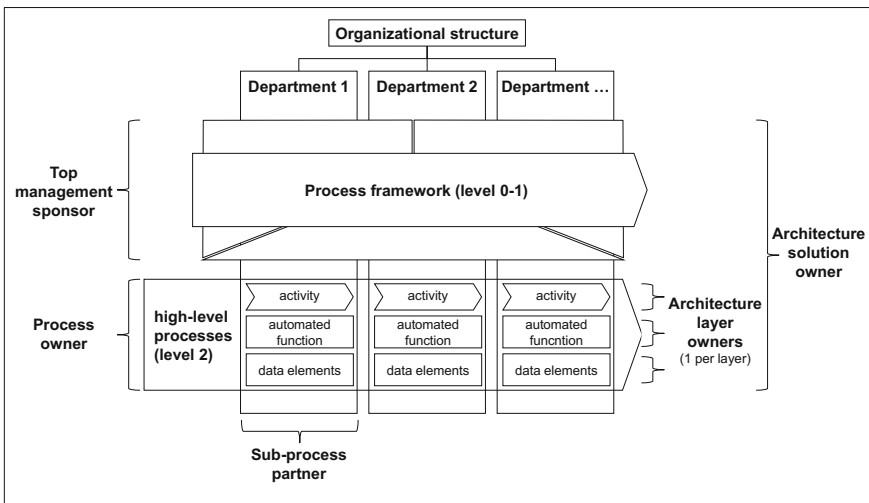 Organizational structure
Department 1
Department 2
Department …
Top
management
sponsor
Process framework (level 0-1)
Architecture
solution
owner
Process
owner
high-level
processes
(level 2)
activity
activity
activity
automated
function
automated
function
automated
funcntion
data elements
data elements
data elements
Architecture
layer
owners
(1 per layer)
Sub-process
partner